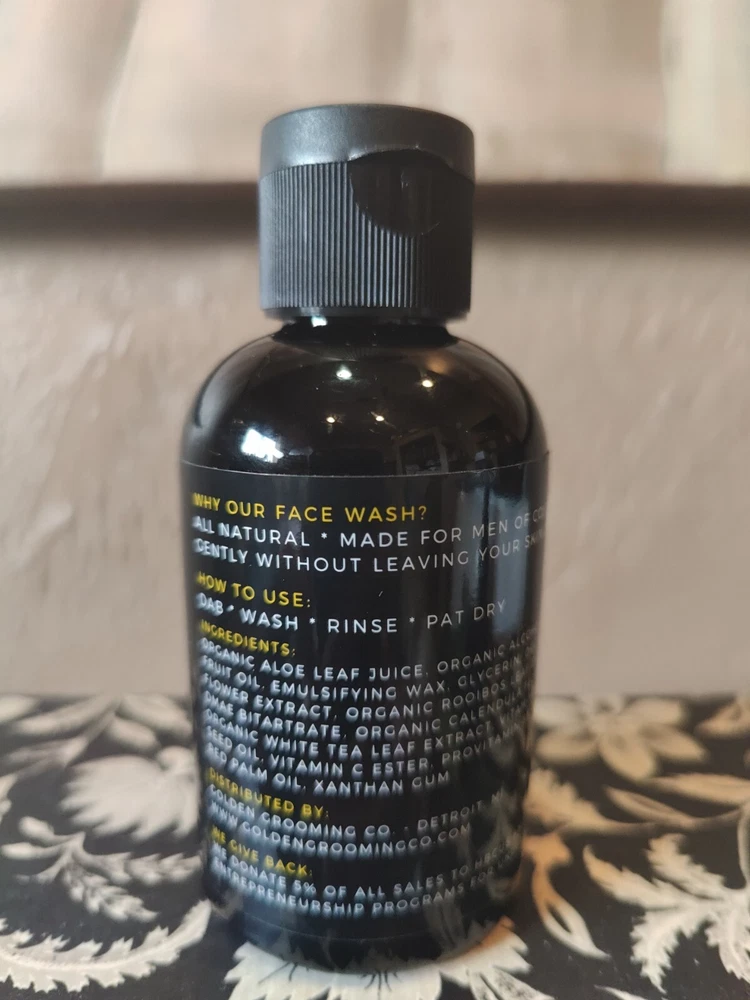 WHY OUR FACE WASH?
ALL NATURAL * MADE FOR MEN OF
GENTLY WITHOUT LEAVING YOUR SKIN
HOW TO USE:
DAB * WASH * RINSE * PAT DRY
INGREDIENTS:
ORGANIC ALOE LEAF JUICE, ORGANIC
FRUIT OIL, EMULSIFYING WAX, GLYCERIN
FLOWER EXTRACT, ORGANIC ROOIBOS
DMAE BITARTRATE, ORGANIC CALENDULA
ORGANIC WHITE TEA LEAF EXTRACT,
SEED OIL, VITAMIN C ESTER,
RED PALM OIL, XANTHAN GUM
DISTRIBUTED BY:
GOLDEN GROOMING CO. · DETROIT, MI
WWW.GOLDENGROOMINGCO.COM
WE GIVE BACK:
WE DONATE 5% OF ALL SALES TO
ENTREPRENEURSHIP PROGRAMS